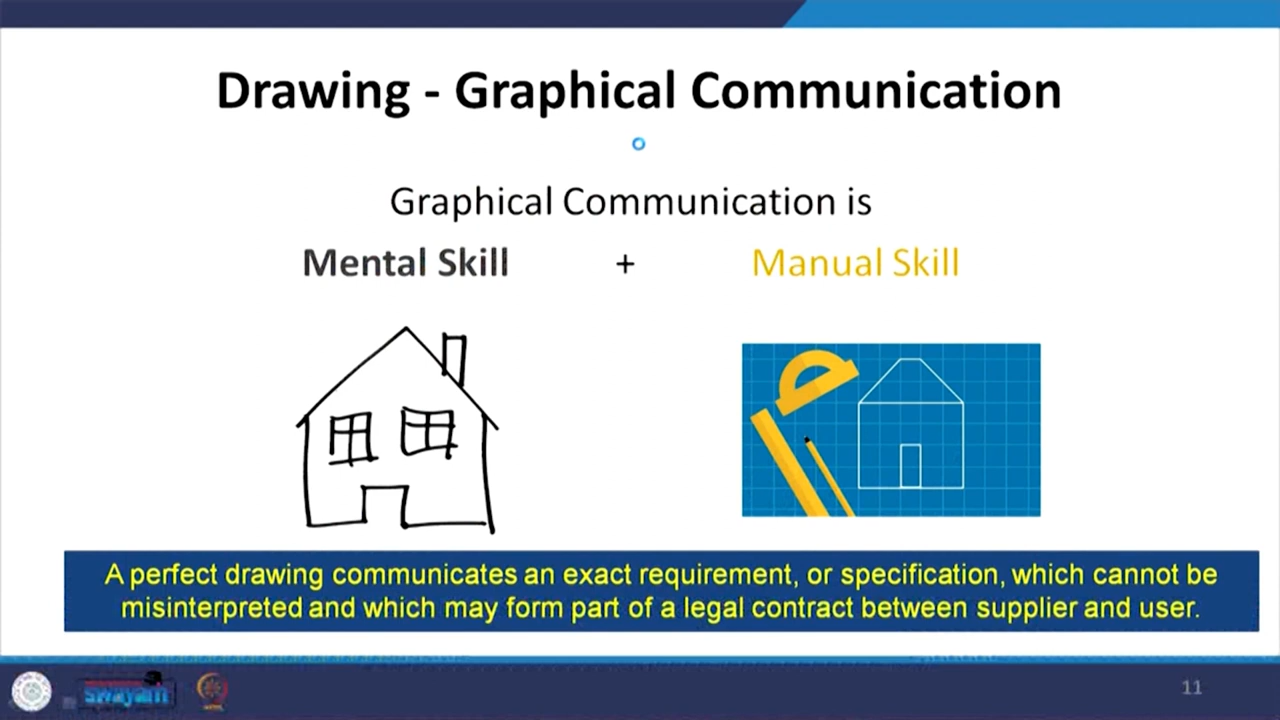 Drawing - Graphical Communication
Graphical Communication is
Mental Skill + Manual Skill
A perfect drawing communicates an exact requirement, or specification, which cannot be
misinterpreted and which may form part of a legal contract between supplier and user.
swayam
11